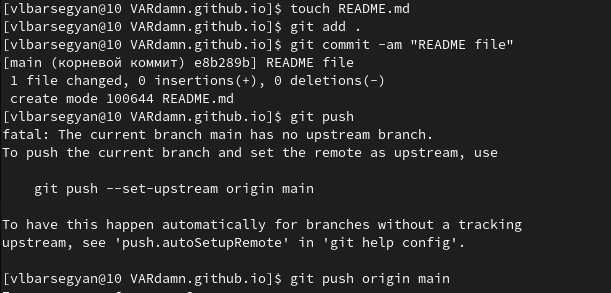 [vlbarsegyan@10 VARdamn.github.io]$ touch README.md
[vlbarsegyan@10 VARdamn.github.io]$ git add .
[vlbarsegyan@10 VARdamn.github.io]$ git commit -am "README file"
[main (корневой коммит) e8b289b] README file
 1 file changed, 0 insertions(+), 0 deletions(-)
 create mode 100644 README.md
[vlbarsegyan@10 VARdamn.github.io]$ git push
fatal: The current branch main has no upstream branch.
To push the current branch and set the remote as upstream, use
    git push --set-upstream origin main
To have this happen automatically for branches without a tracking
upstream, see 'push.autoSetupRemote' in 'git help config'.
[vlbarsegyan@10 VARdamn.github.io]$ git push origin main